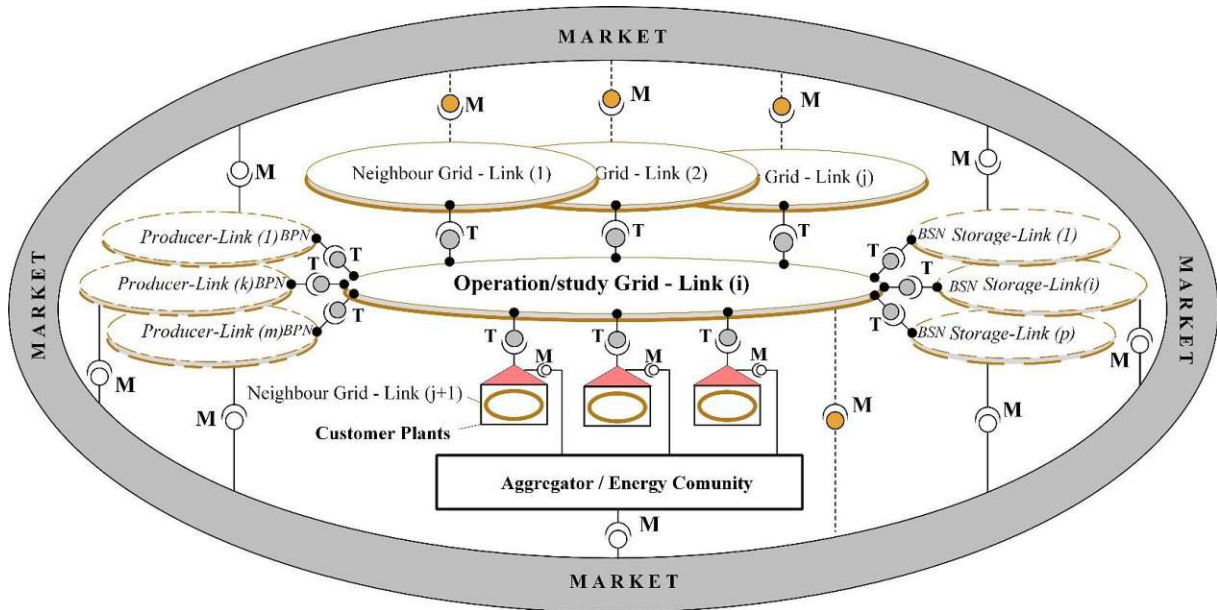 MARKET
M
M
M
M
M
Neighbour Grid - Link (1)
Grid - Link (2)
Grid - Link (j)
Producer-Link (1)BPN
T
T
T
T
T
BSN Storage-Link (1)
Producer-Link (k)BPN
T
Operation/study Grid - Link (i)
T
BSN Storage-Link(i)
Producer-Link (m)BPN
T
T
BSN Storage-Link (p)
MARKET
MARKET
T
T
T
M
M
M
M
M
M
M
M
Neighbour Grid - Link (j+1)
Customer Plants
Aggregator / Energy Comunity
M
MARKET